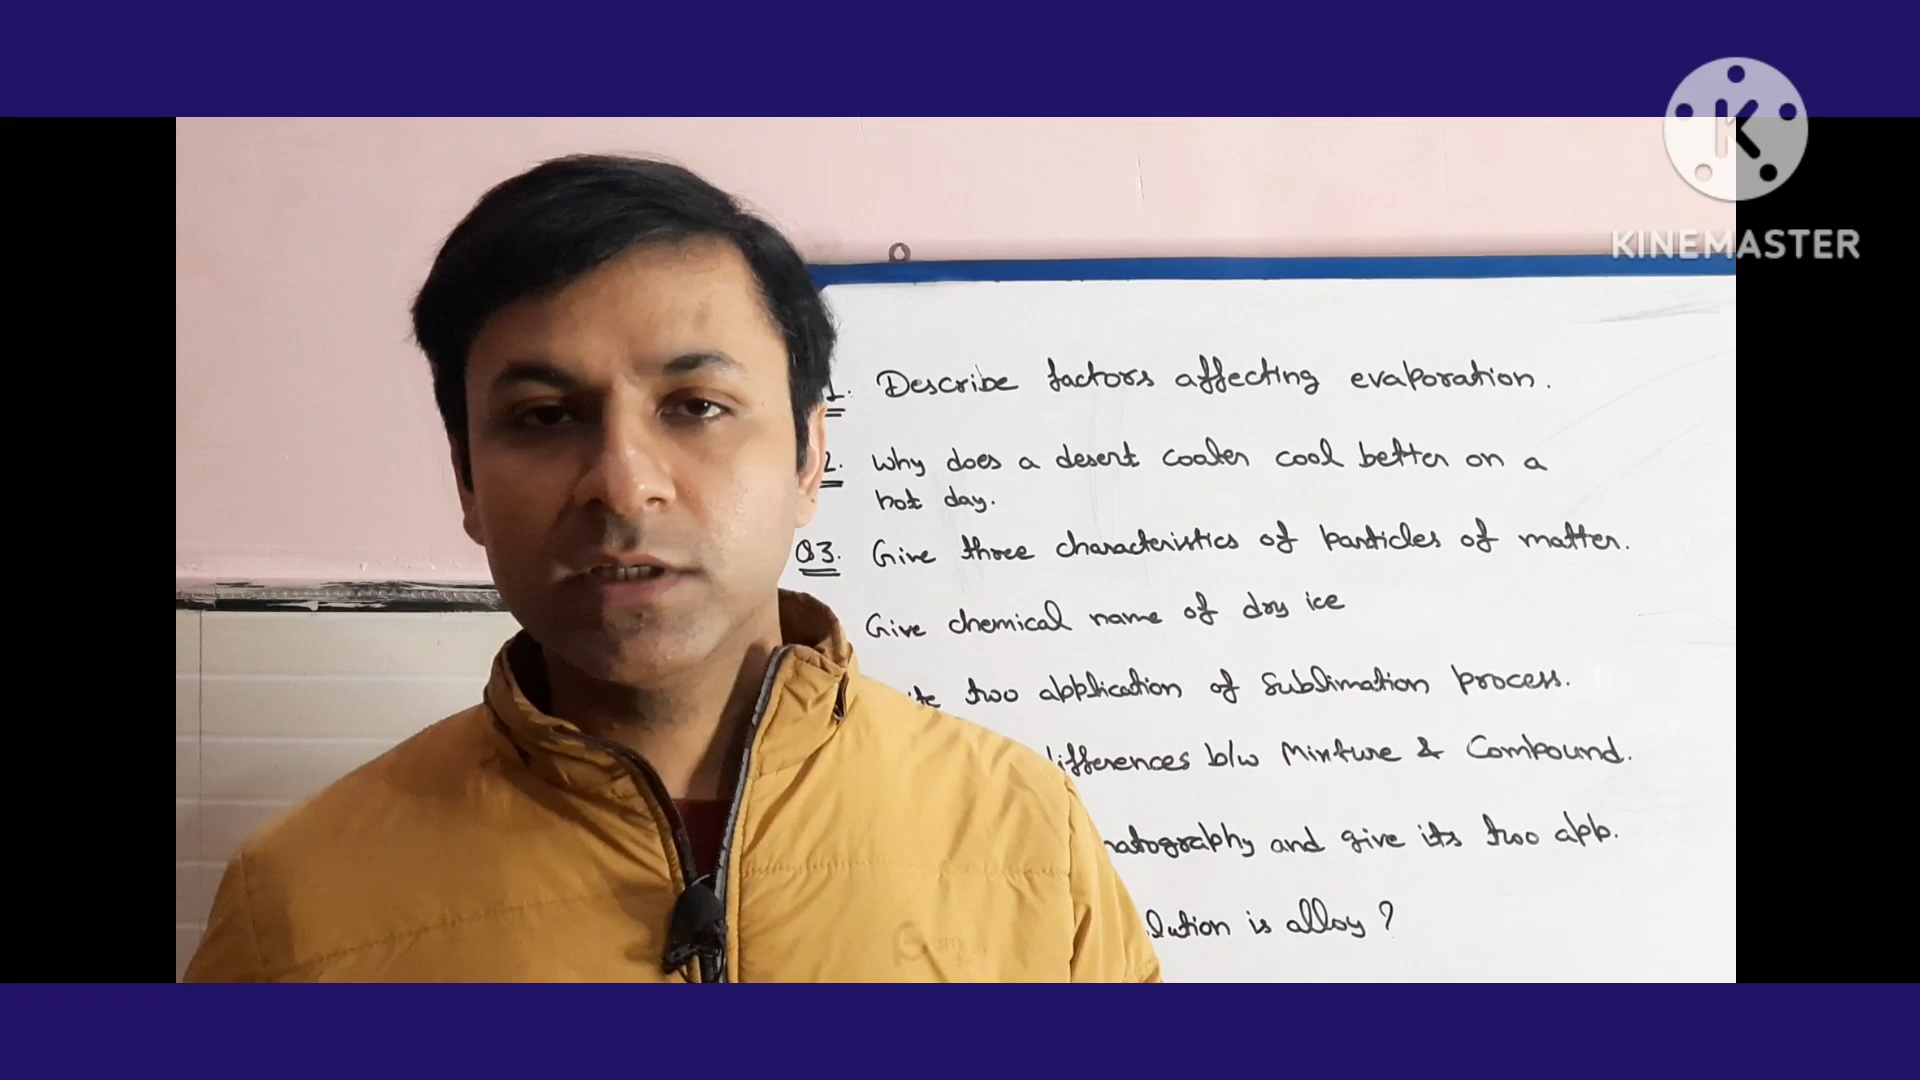 KINEMASTER
1. Describe factors affecting evaporation.
2. Why does a desert cooler cool better on a
hot day.
Q3. Give three characteristics of particles of matter.
Give chemical name of dry ice
two application of Sublimation process.
differences b/w Mixture & Compound.
matography and give its two app.
lution is alloy ?